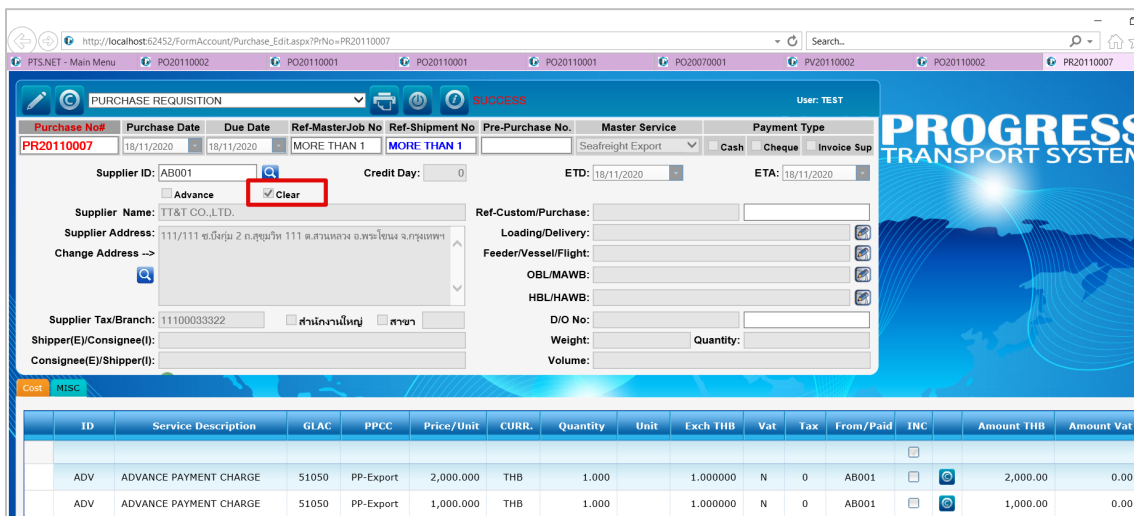 http://localhost:62452/FormAccount/Purchase_Edit.aspx?PrNo=PR20110007 Search...
PTS.NET - Main Menu PO20110002 PO20110001 PO20110001 PO20110001 PO20070001 PV20110002 PO20110002 PR20110007
PURCHASE REQUISITION SUCCESS User: TEST
Purchase No# Purchase Date Due Date Ref-MasterJob No Ref-Shipment No Pre-Purchase No. Master Service Payment Type
PR20110007 18/11/2020 18/11/2020 MORE THAN 1 MORE THAN 1 Seafreight Export Cash Cheque Invoice Sup
PROGRESS
TRANSPORT SYSTEM
Supplier ID: AB001 Credit Day: 0 ETD: 18/11/2020 ETA: 18/11/2020
Advance Clear
Supplier Name: TT&T CO.,LTD. Ref-Custom/Purchase:
Supplier Address: 111/111 ซ.บึงกุ่ม 2 ถ.สุขุมวิท 111 ต.สวนหลวง อ.พระโขนง จ.กรุงเทพฯ Loading/Delivery:
Change Address --> Feeder/Vessel/Flight:
OBL/MAWB:
HBL/HAWB:
Supplier Tax/Branch: 11100033322 สำนักงานใหญ่ สาขา D/O No:
Shipper(E)/Consignee(I): Weight: Quantity:
Consignee(E)/Shipper(I): Volume:
Cost MISC
ID Service Description GLAC PPCC Price/Unit CURR. Quantity Unit Exch THB Vat Tax From/Paid INC Amount THB Amount Vat
ADV ADVANCE PAYMENT CHARGE 51050 PP-Export 2,000.000 THB 1.000 1.000000 N 0 AB001 2,000.00 0.00
ADV ADVANCE PAYMENT CHARGE 51050 PP-Export 1,000.000 THB 1.000 1.000000 N 0 AB001 1,000.00 0.00